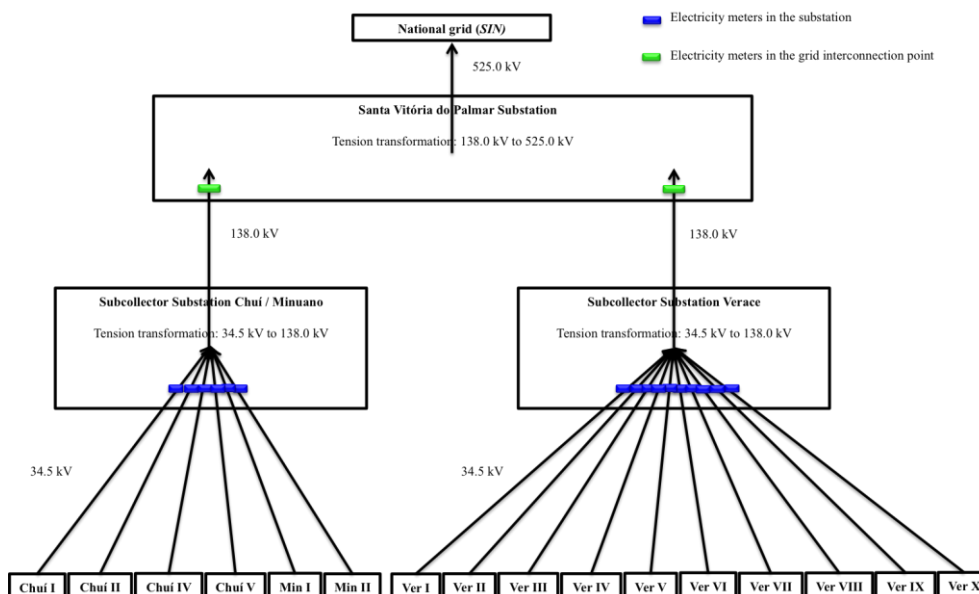 National grid (SIN)
Electricity meters in the substation
Electricity meters in the grid interconnection point
525.0 kV
Santa Vitória do Palmar Substation
Tension transformation: 138.0 kV to 525.0 kV
138.0 kV
138.0 kV
Subcollector Substation Chuí / Minuano
Tension transformation: 34.5 kV to 138.0 kV
Subcollector Substation Verace
Tension transformation: 34.5 kV to 138.0 kV
34.5 kV
34.5 kV
Chuí I
Chuí II
Chuí IV
Chuí V
Min I
Min II
Ver I
Ver II
Ver III
Ver IV
Ver V
Ver VI
Ver VII
Ver VIII
Ver IX
Ver X